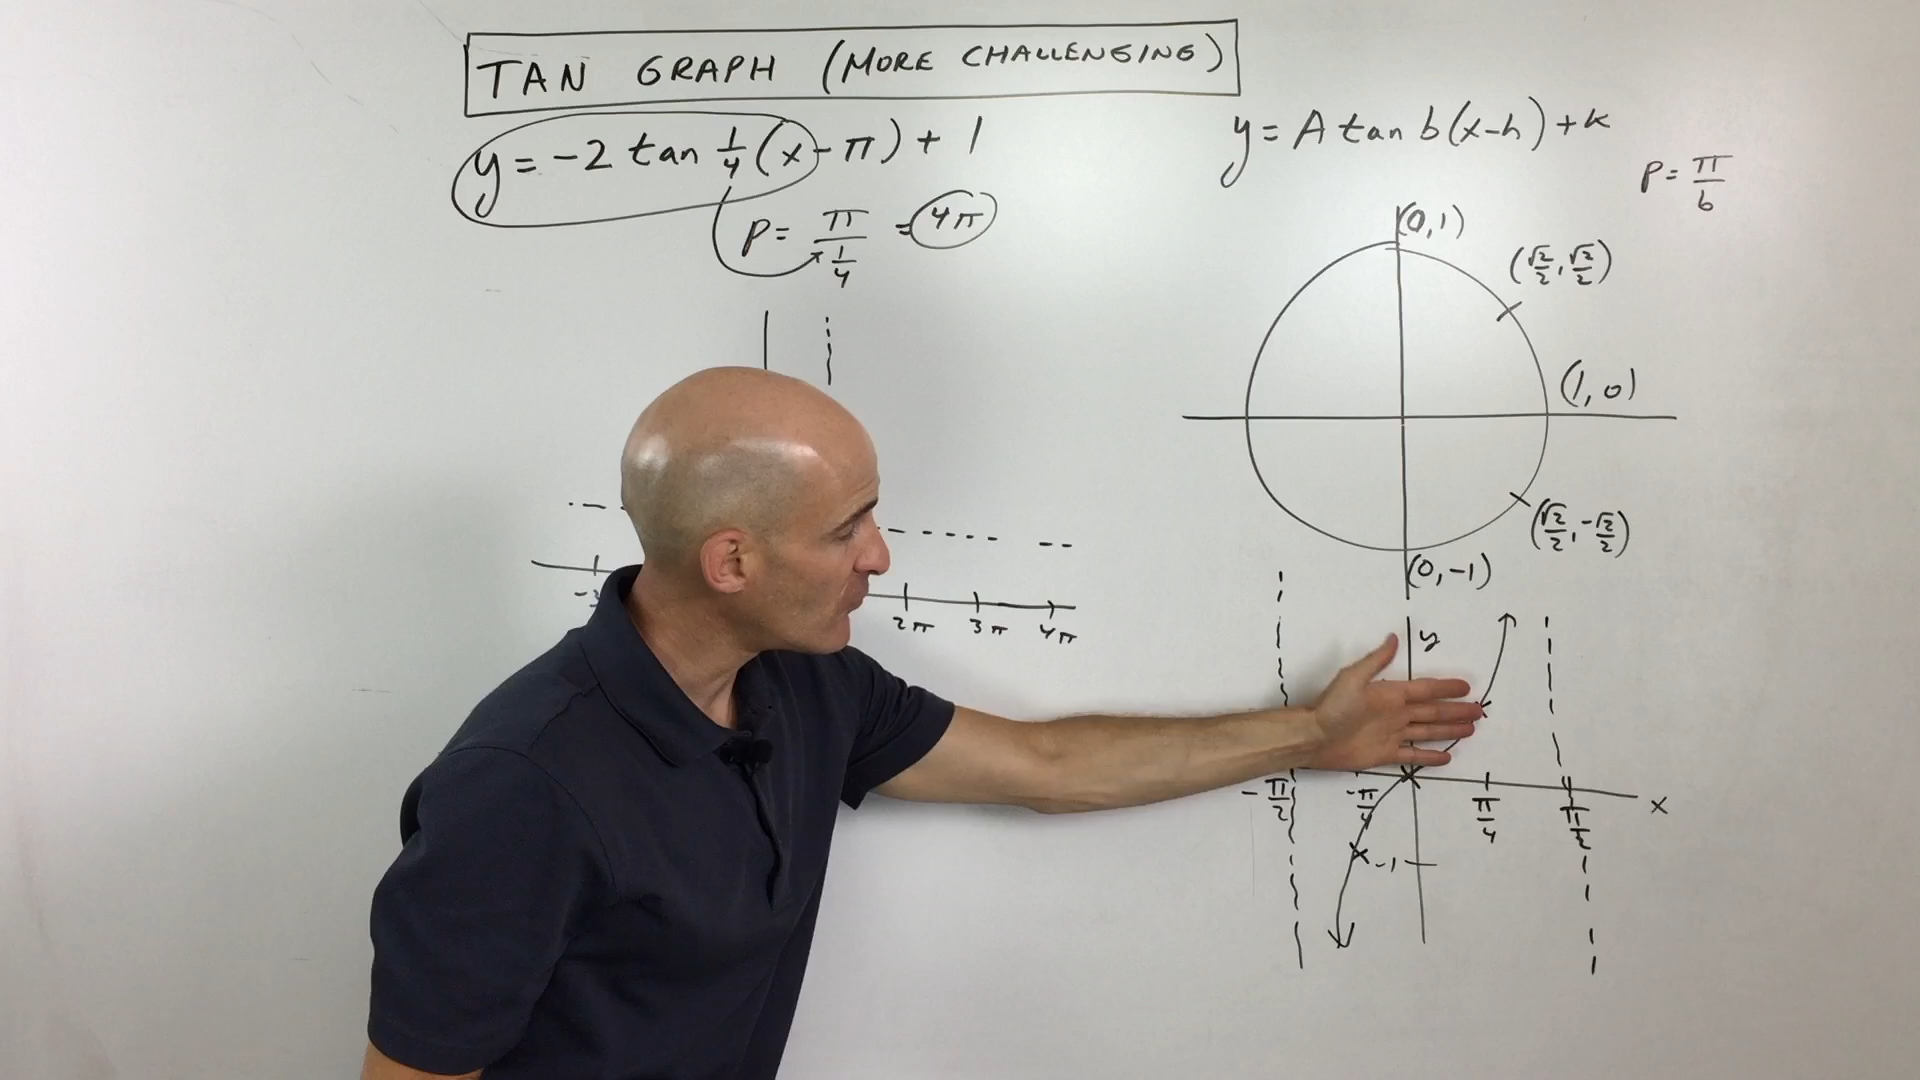 TAN GRAPH (MORE CHALLENGING)
y = -2 tan 1/4 (x - π) + 1
y = A tan b(x-h) + k
P = π/b
P = π / 1/4 = 4π
(0,1)
(√2/2, √2/2)
(1, 0)
(√2/2, -√2/2)
(0, -1)
2π 3π 4π
y
-π/2 -π/4 π/4 π/2 x
-1